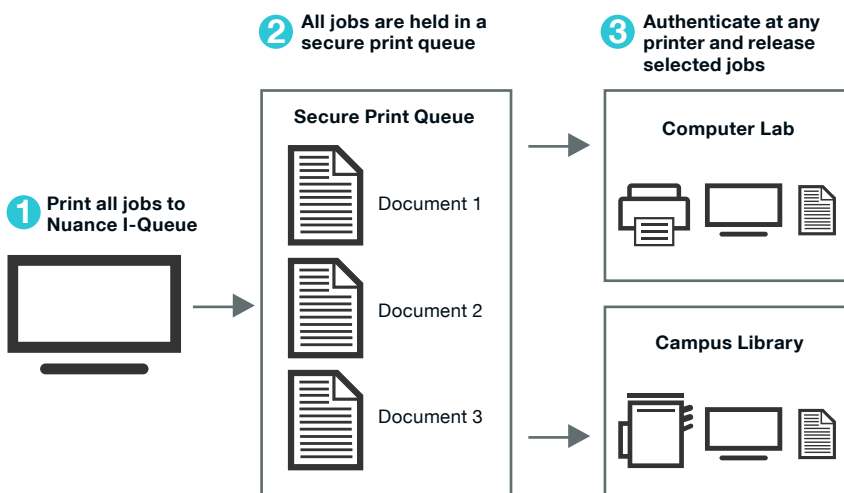 1 Print all jobs to
Nuance I-Queue
2 All jobs are held in a
secure print queue
Secure Print Queue
Document 1
Document 2
Document 3
3 Authenticate at any
printer and release
selected jobs
Computer Lab
Campus Library